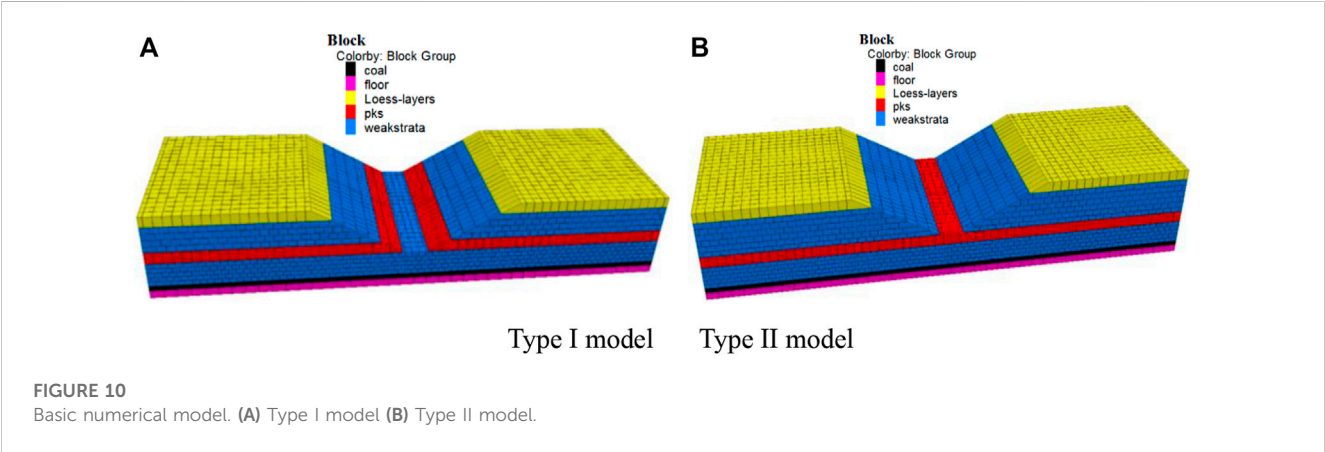 A
Block
Colorby: Block Group
coal
floor
Loess-layers
pks
weakstrata
B
Block
Colorby: Block Group
coal
floor
Loess-layers
pks
weakstrata
Type I model
Type II model
FIGURE 10
Basic numerical model. (A) Type I model (B) Type II model.